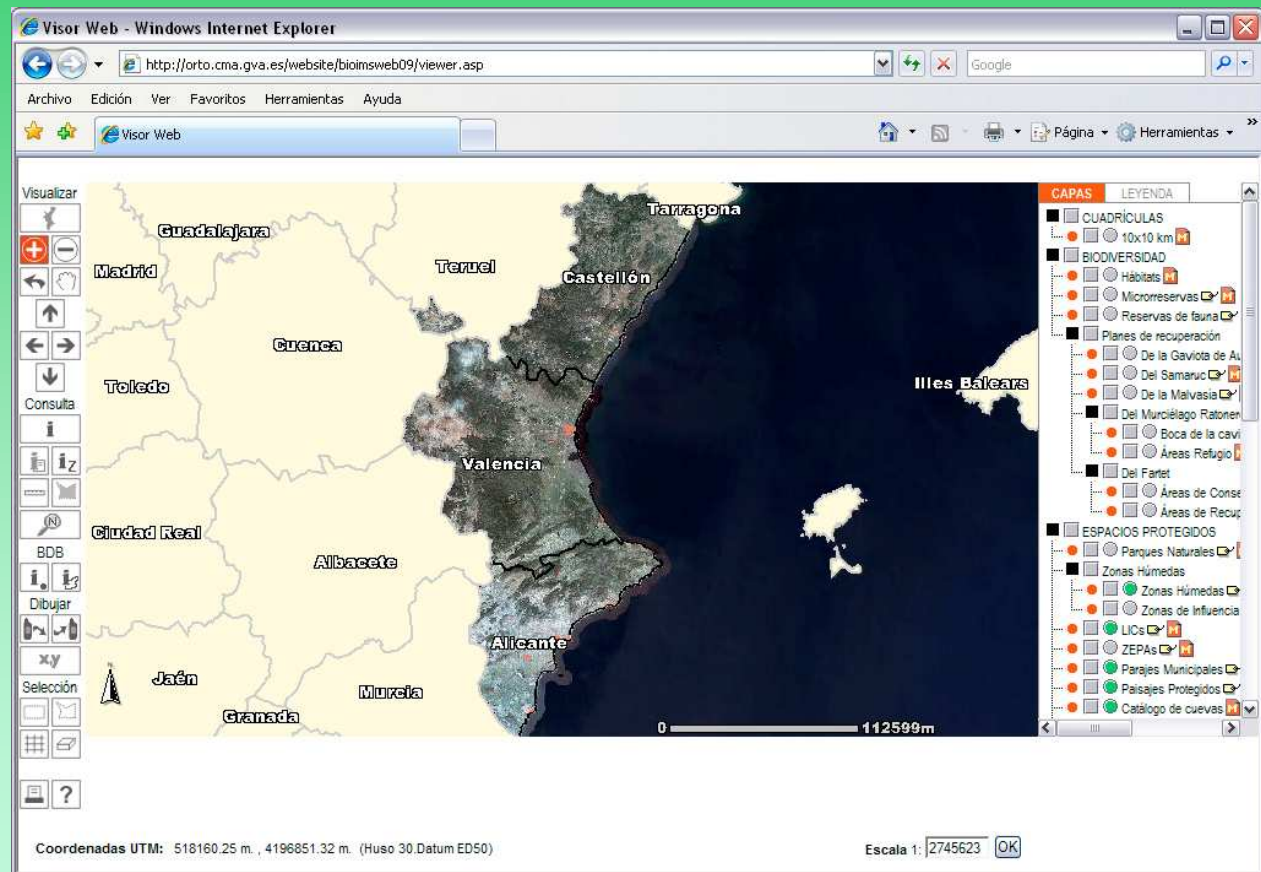 Visor Web - Windows Internet Explorer
http://orto.cma.gva.es/website/bioimsweb09/viewer.asp
Google
Archivo Edición Ver Favoritos Herramientas Ayuda
Visor Web
Página Herramientas »
Visualizar
Consulta
i
i iz
N
BDB
i. i?
Dibujar
x,y
Selección
?
Tarragona
Guadalajara
Teruel
Madrid
Castellón
Cuenca
Toledo
Illes Balears
Valencia
Ciudad Real
Albacete
Alicante
Jaén
Murcia
Granada
0 112599m
CAPAS LEYENDA
CUADRÍCULAS
10x10 km M
BIODIVERSIDAD
Hábitats M
Microrreservas M
Reservas de fauna
Planes de recuperación
De la Gaviota de Au
Del Samaruc M
De la Malvasía
Del Murciélago Ratoner
Boca de la cavi
Áreas Refugio
Del Fartet
Áreas de Conse
Áreas de Recup
ESPACIOS PROTEGIDOS
Parques Naturales
Zonas Húmedas
Zonas Húmedas
Zonas de Influencia
LICs M
ZEPAs M
Parajes Municipales
Paisajes Protegidos
Catálogo de cuevas M
Coordenadas UTM: 518160.25 m. , 4196851.32 m. (Huso 30.Datum ED50)
Escala 1: 2745623 OK